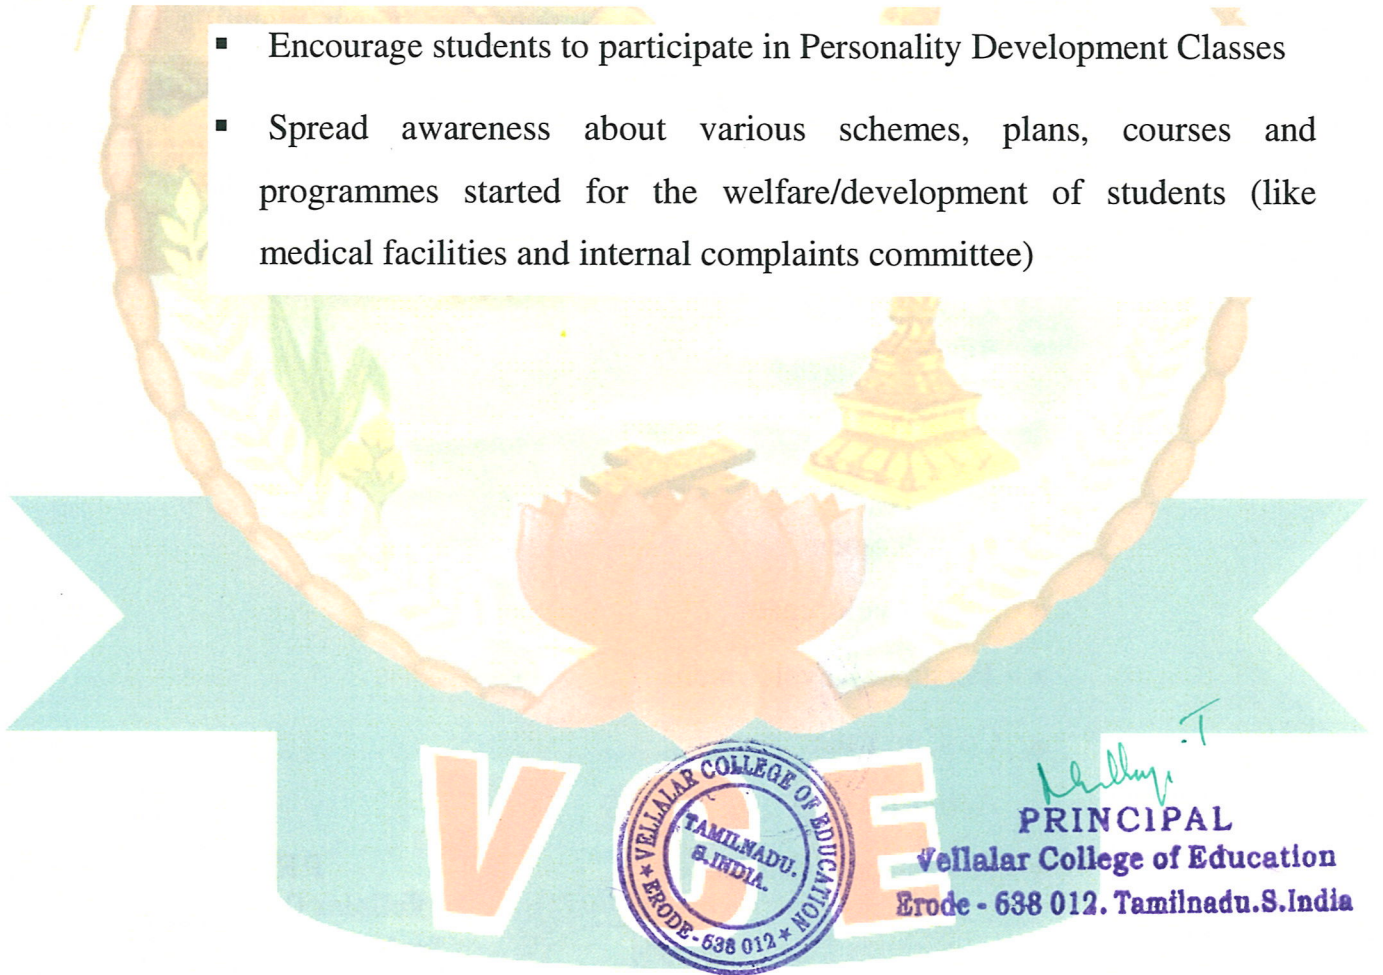 ▪ Encourage students to participate in Personality Development Classes
▪ Spread awareness about various schemes, plans, courses and
programmes started for the welfare/development of students (like
medical facilities and internal complaints committee)
VCE
VELLALAR COLLEGE OF EDUCATION
TAMILNADU.
S.INDIA.
★ ERODE-638 012 ★
PRINCIPAL
Vellalar College of Education
Erode - 638 012. Tamilnadu.S.India